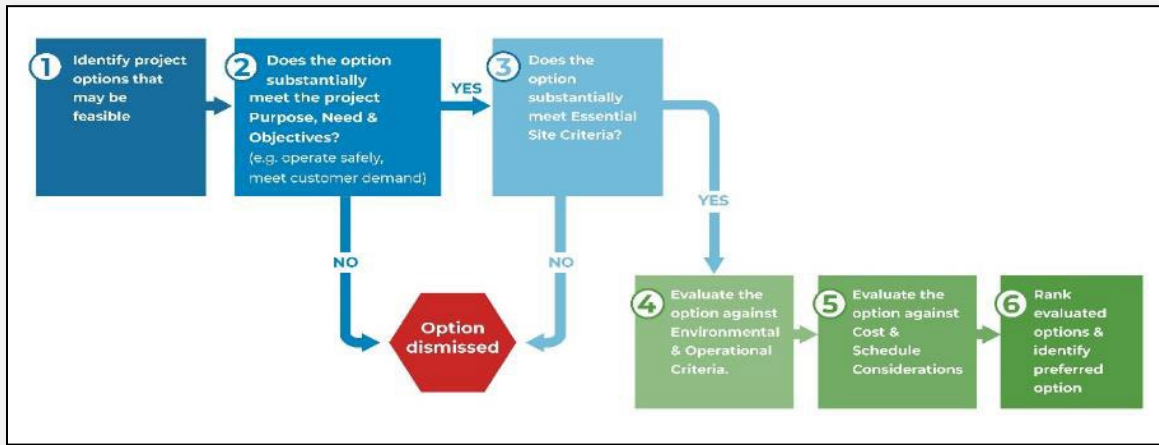 1
Identify project
options that
may be
feasible
2
Does the option
substantially
meet the project
Purpose, Need &
Objectives?
(e.g. operate safely,
meet customer demand)
YES
3
Does the
option
substantially
meet Essential
Site Criteria?
NO
NO
YES
Option
dismissed
4
Evaluate the
option against
Environmental
& Operational
Criteria.
5
Evaluate the
option against
Cost &
Schedule
Considerations
6
Rank
evaluated
options &
identify
preferred
option